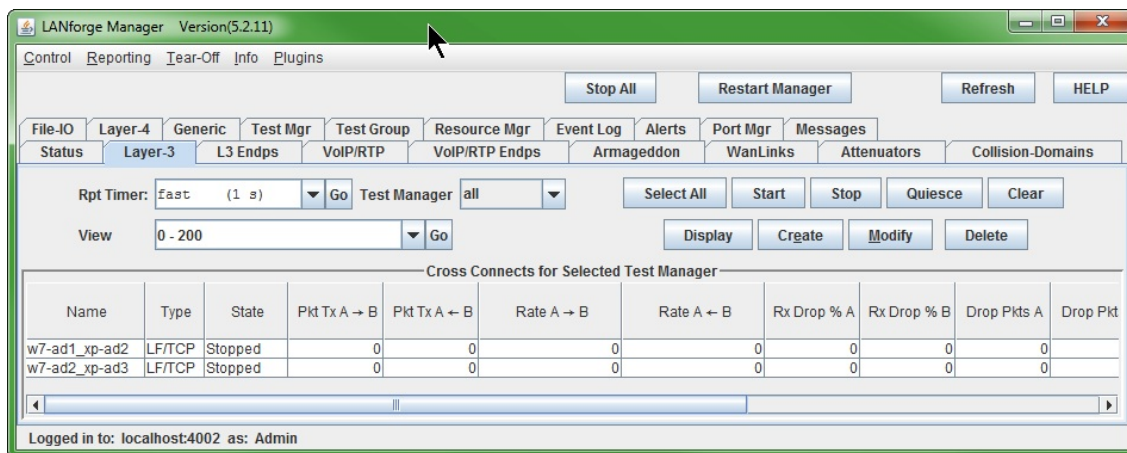 LANforge Manager Version(5.2.11)
Control Reporting Tear-Off Info Plugins
Stop All Restart Manager Refresh HELP
File-IO Layer-4 Generic Test Mgr Test Group Resource Mgr Event Log Alerts Port Mgr Messages
Status Layer-3 L3 Endps VoIP/RTP VoIP/RTP Endps Armageddon WanLinks Attenuators Collision-Domains
Rpt Timer: fast (1 s) Go Test Manager all Select All Start Stop Quiesce Clear
View 0 - 200 Go Display Create Modify Delete
Cross Connects for Selected Test Manager
Name Type State Pkt Tx A → B Pkt Tx A ← B Rate A → B Rate A ← B Rx Drop % A Rx Drop % B Drop Pkts A Drop Pkt
w7-ad1_xp-ad2 LF/TCP Stopped 0 0 0 0 0 0 0
w7-ad2_xp-ad3 LF/TCP Stopped 0 0 0 0 0 0 0
Logged in to: localhost:4002 as: Admin